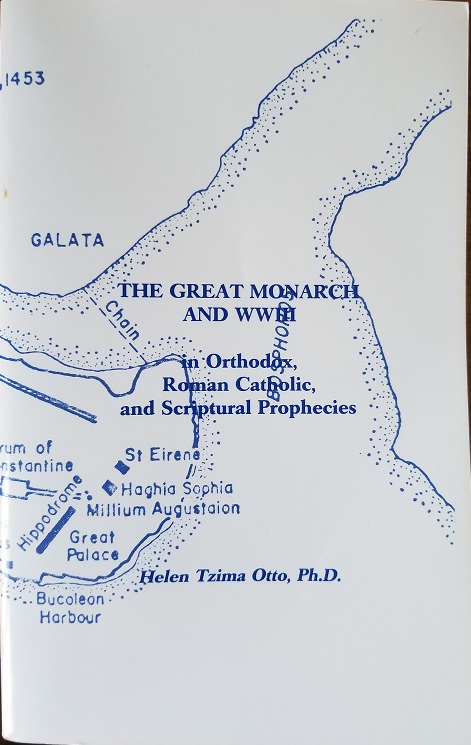 ,1453
GALATA
Chain
BOSPHOROS
THE GREAT MONARCH
AND WWIII
in Orthodox,
Roman Catholic,
and Scriptural Prophecies
rum of
nstantine
St Eirene
Haghia Sophia
Hippodrome
Millium Augustaion
Great
Palace
Helen Tzima Otto, Ph.D.
Bucoleon
Harbour